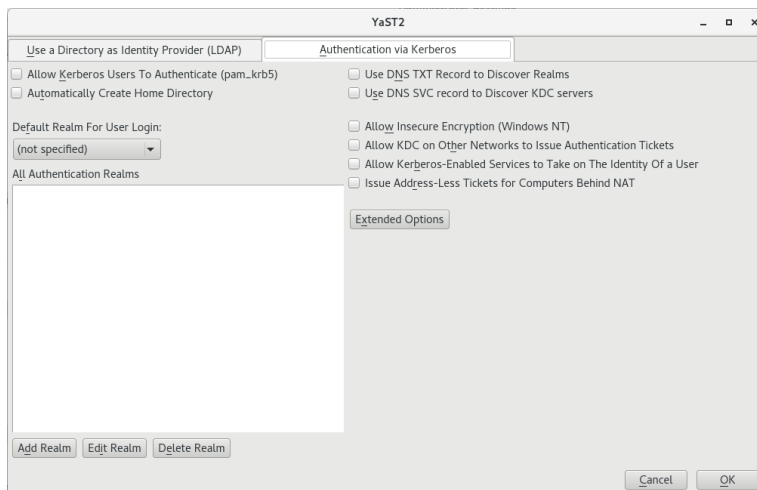 YaST2
Use a Directory as Identity Provider (LDAP)
Authentication via Kerberos
Allow Kerberos Users To Authenticate (pam_krb5)
Automatically Create Home Directory
Default Realm For User Login:
(not specified)
All Authentication Realms
Add Realm
Edit Realm
Delete Realm
Use DNS TXT Record to Discover Realms
Use DNS SVC record to Discover KDC servers
Allow Insecure Encryption (Windows NT)
Allow KDC on Other Networks to Issue Authentication Tickets
Allow Kerberos-Enabled Services to Take on The Identity Of a User
Issue Address-Less Tickets for Computers Behind NAT
Extended Options
Cancel
OK